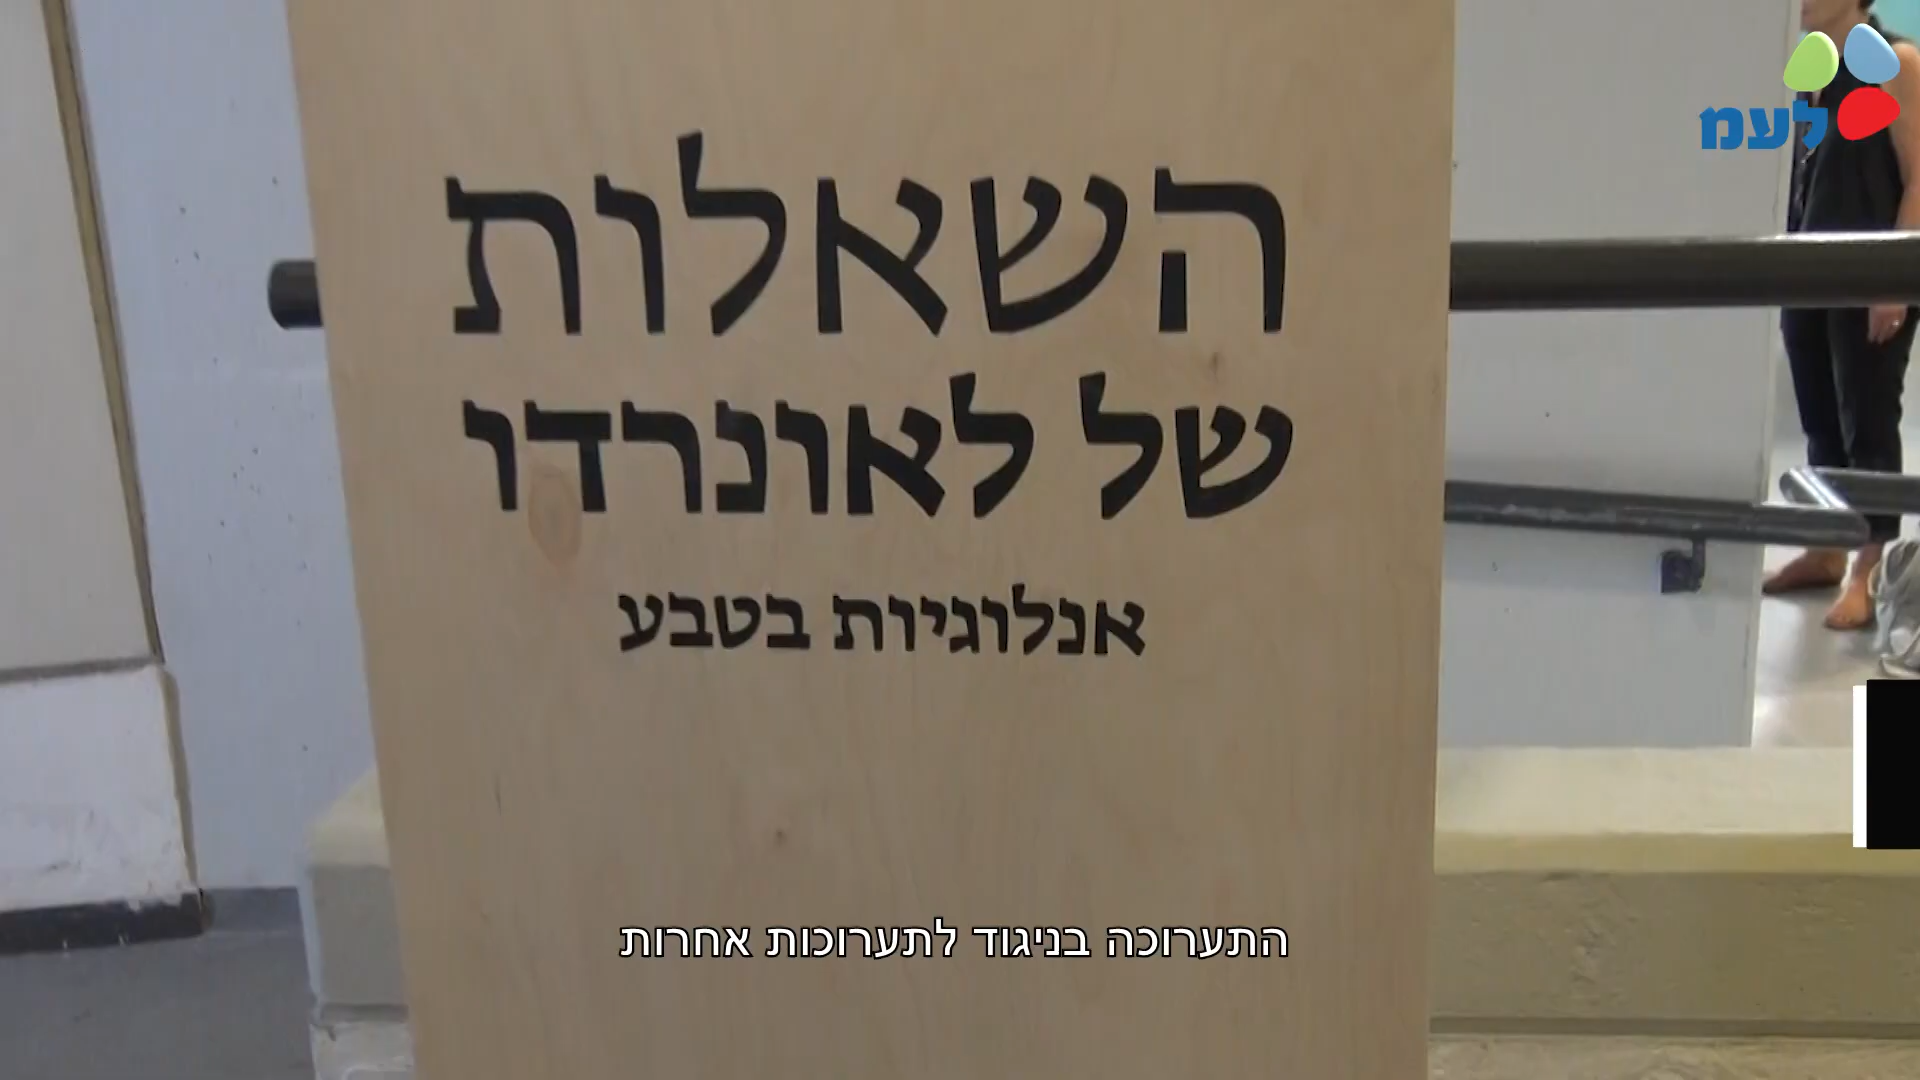 לעמ
השאלות
של לאונרדו
אנלוגיות בטבע
התערוכה בניגוד לתערוכות אחרות